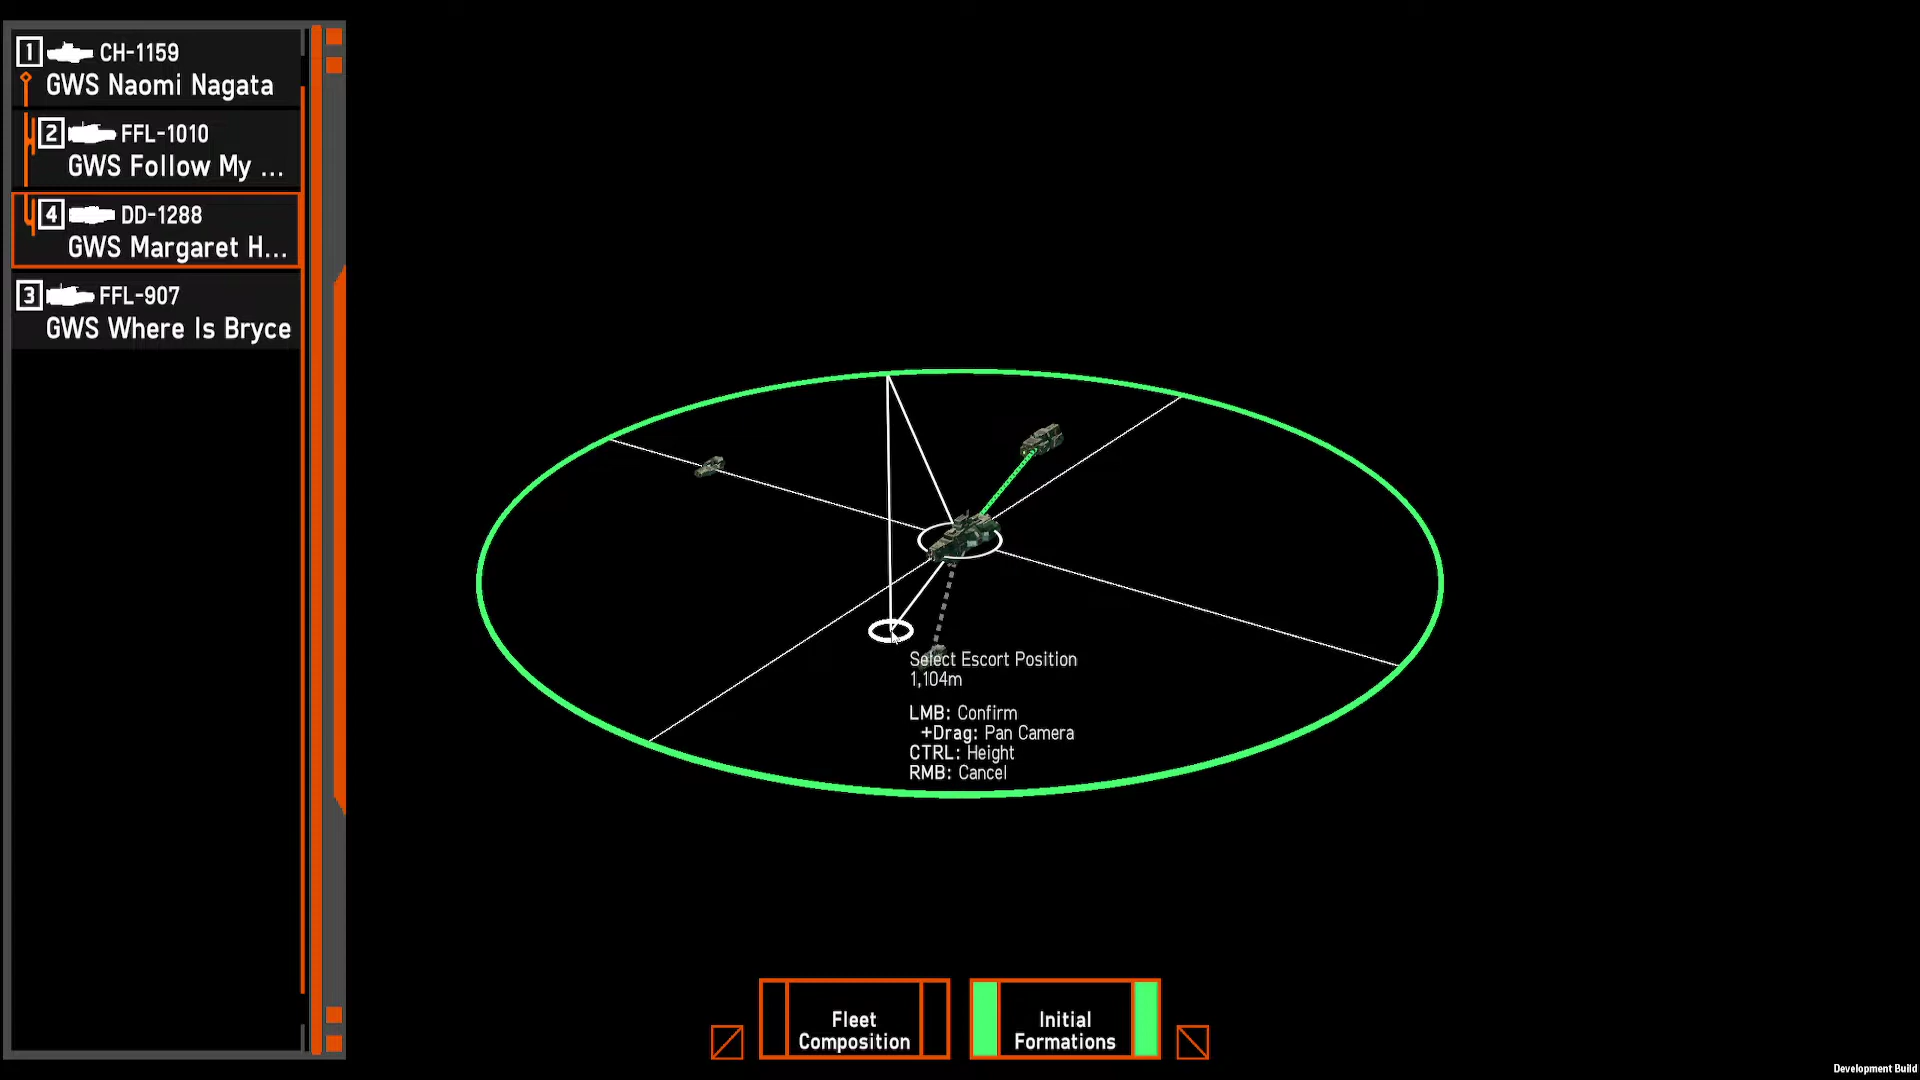 1 CH-1159
GWS Naomi Nagata
2 FFL-1010
GWS Follow My ...
4 DD-1288
GWS Margaret H...
3 FFL-907
GWS Where Is Bryce
Select Escort Position
1,104m
LMB: Confirm
+Drag: Pan Camera
CTRL: Height
RMB: Cancel
Fleet
Composition
Initial
Formations
Development Build